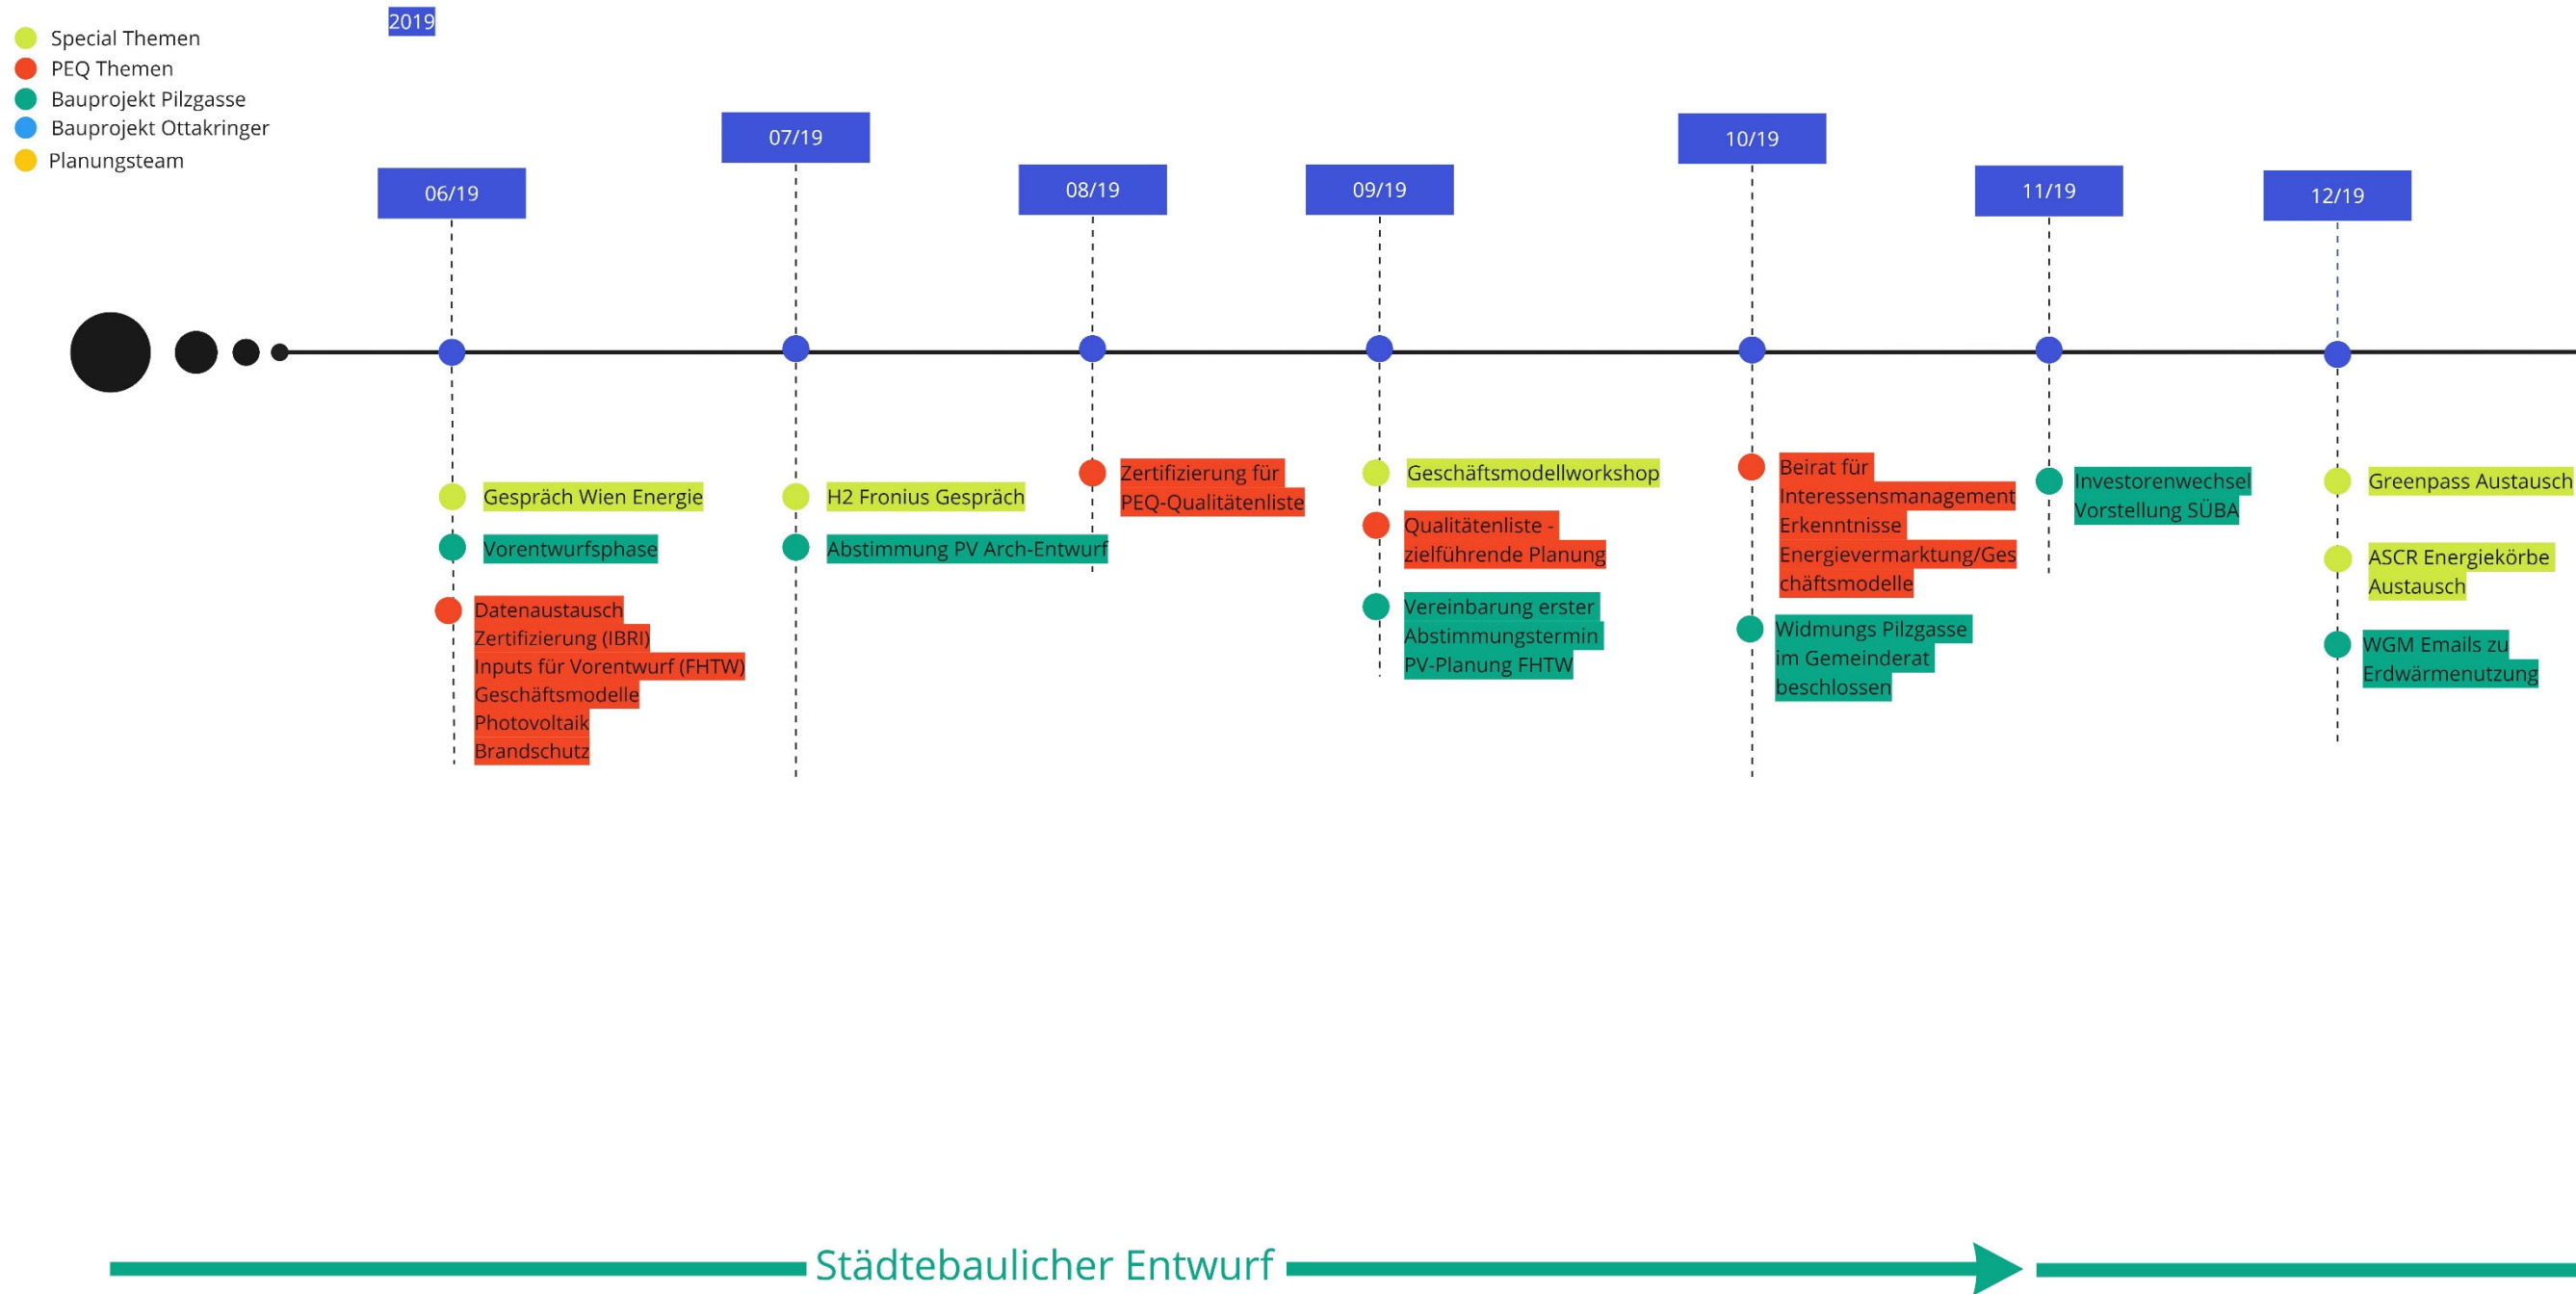 2019
Special Themen
PEQ Themen
Bauprojekt Pilzgasse
Bauprojekt Ottakringer
Planungsteam
06/19
07/19
08/19
09/19
10/19
11/19
12/19
Gespräch Wien Energie
Vorentwurfsphase
Datenaustausch
Zertifizierung (IBRI)
Inputs für Vorentwurf (FHTW)
Geschäftsmodelle
Photovoltaik
Brandschutz
H2 Fronius Gespräch
Abstimmung PV Arch-Entwurf
Zertifizierung für
PEQ-Qualitätenliste
Geschäftsmodellworkshop
Qualitätenliste -
zielführende Planung
Vereinbarung erster
Abstimmungstermin
PV-Planung FHTW
Beirat für
Interessensmanagement
Erkenntnisse
Energievermarktung/Ges
chäftsmodelle
Widmungs Pilzgasse
im Gemeinderat
beschlossen
Investorenwechsel
Vorstellung SÜBA
Greenpass Austausch
ASCR Energiekörbe
Austausch
WGM Emails zu
Erdwärmenutzung
Städtebaulicher Entwurf